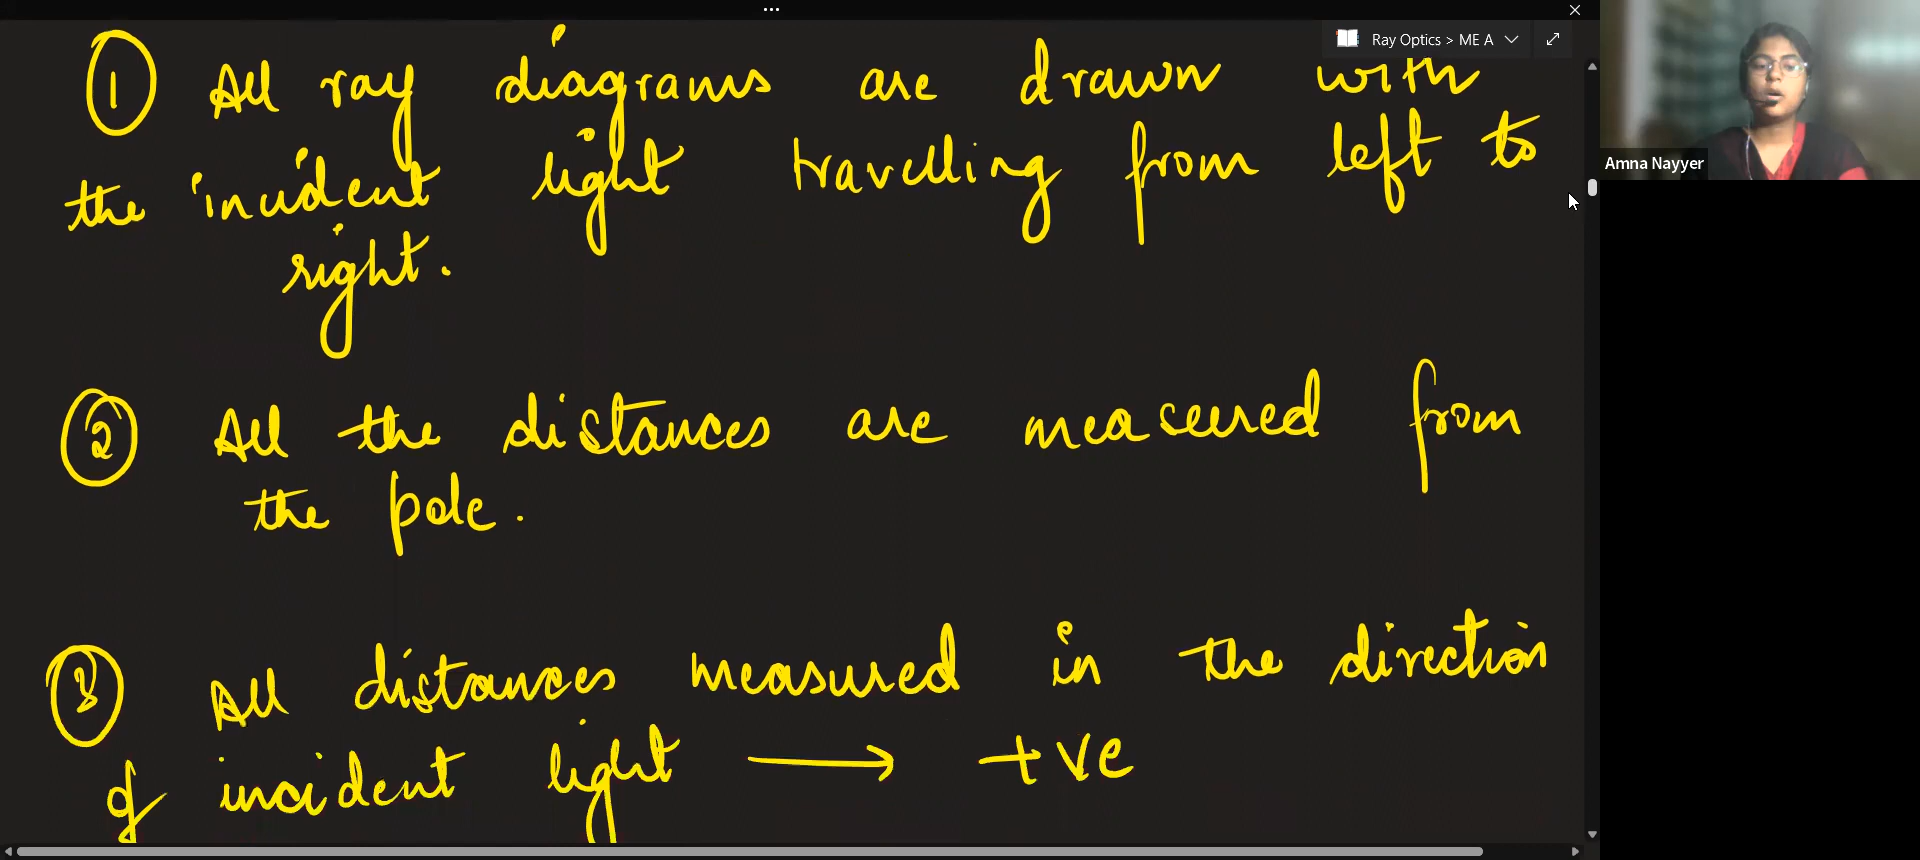 ...
Ray Optics > ME A
Amna Nayyer
① All ray diagrams are drawn with
the incident light travelling from left to
right.
② All the distances are measured from
the pole.
③ All distances measured in the direction
of incident light → +ve